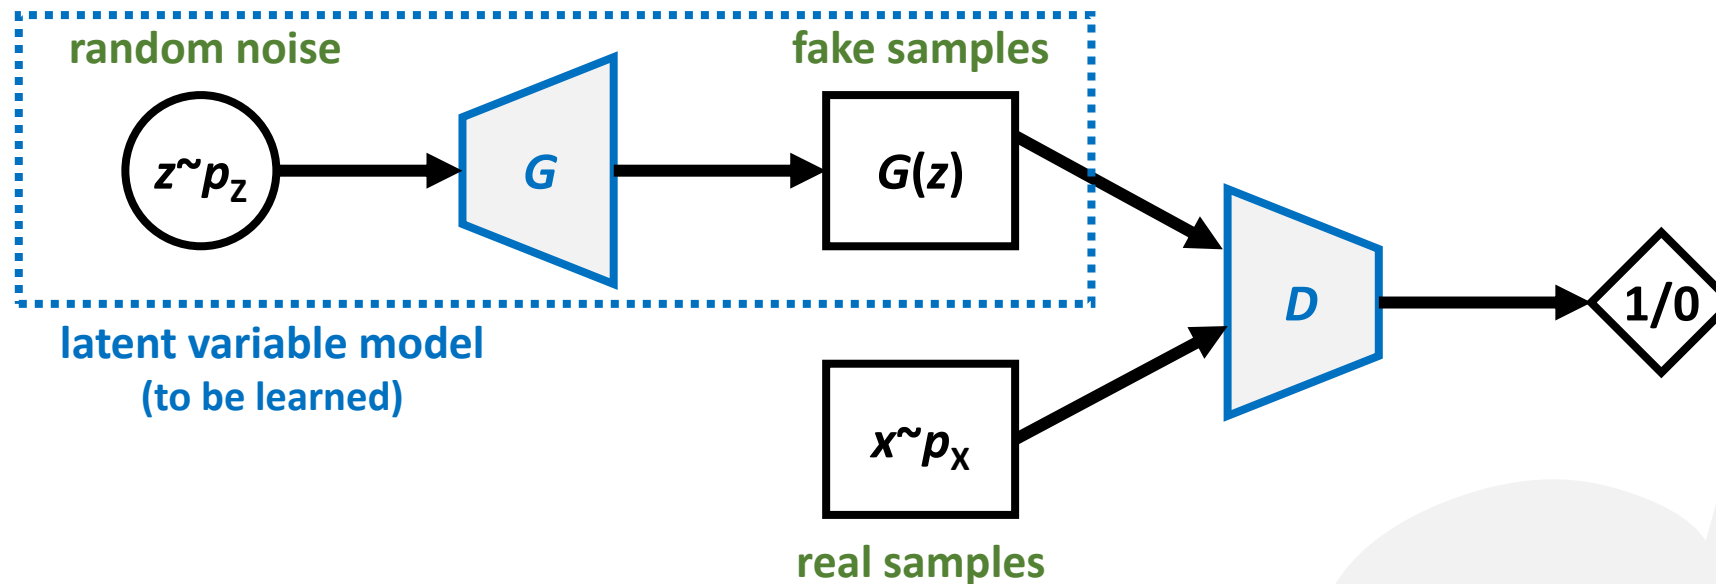 random noise
fake samples
z~pZ
G
G(z)
D
1/0
latent variable model
(to be learned)
x~pX
real samples